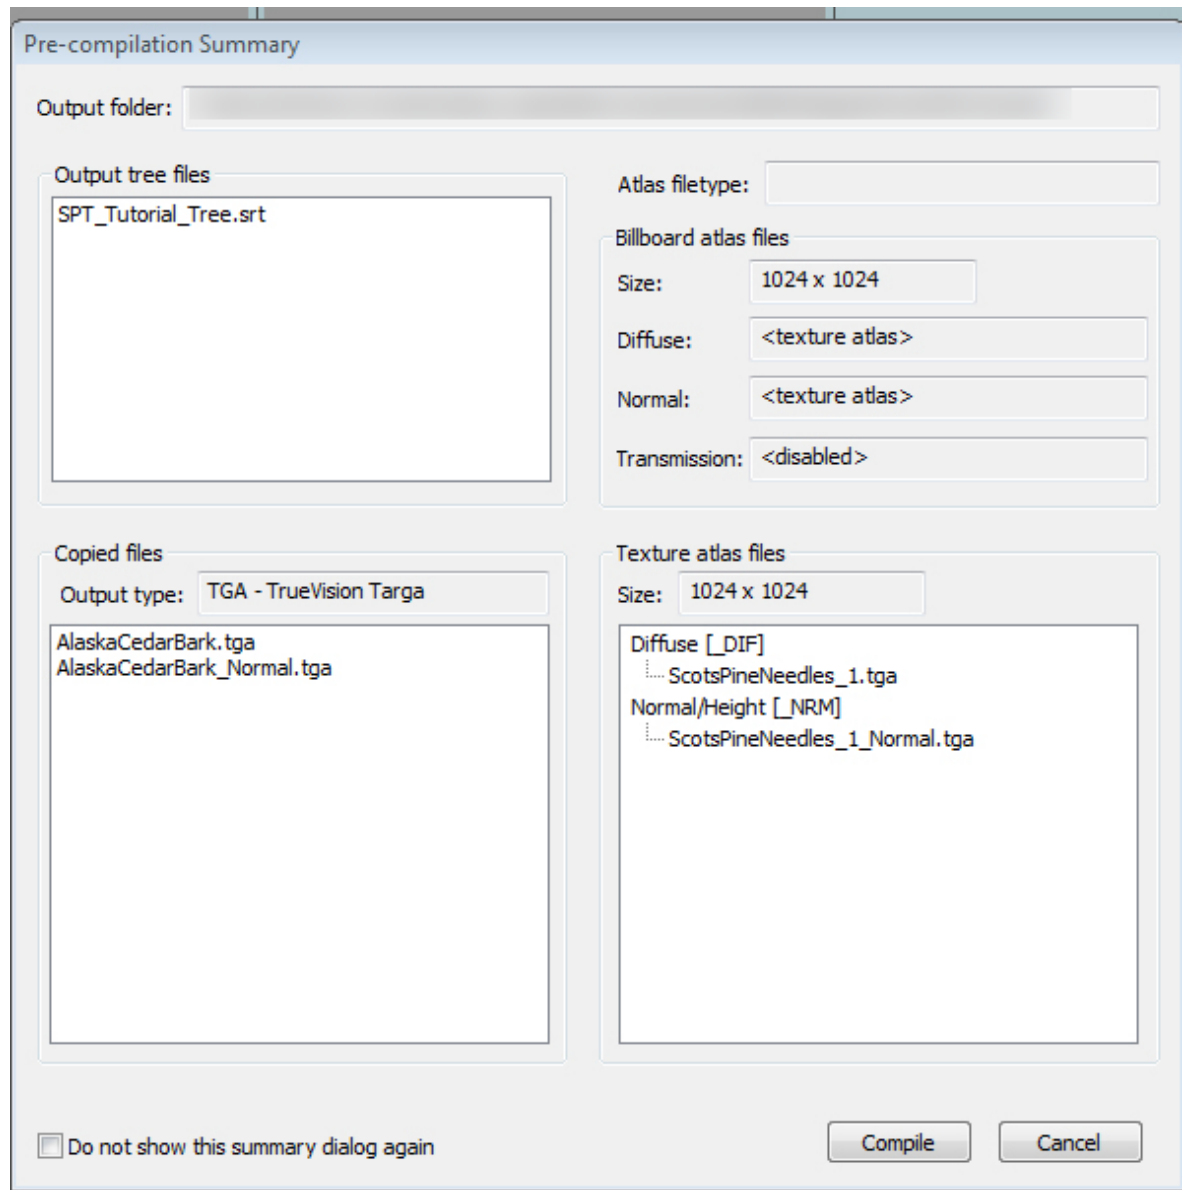 Pre-compilation Summary
Output folder:
Output tree files
SPT_Tutorial_Tree.srt
Atlas filetype:
Billboard atlas files
Size: 1024 x 1024
Diffuse: <texture atlas>
Normal: <texture atlas>
Transmission: <disabled>
Copied files
Output type: TGA - TrueVision Targa
AlaskaCedarBark.tga
AlaskaCedarBark_Normal.tga
Texture atlas files
Size: 1024 x 1024
Diffuse [_DIF]
ScotsPineNeedles_1.tga
Normal/Height [_NRM]
ScotsPineNeedles_1_Normal.tga
Do not show this summary dialog again
Compile
Cancel